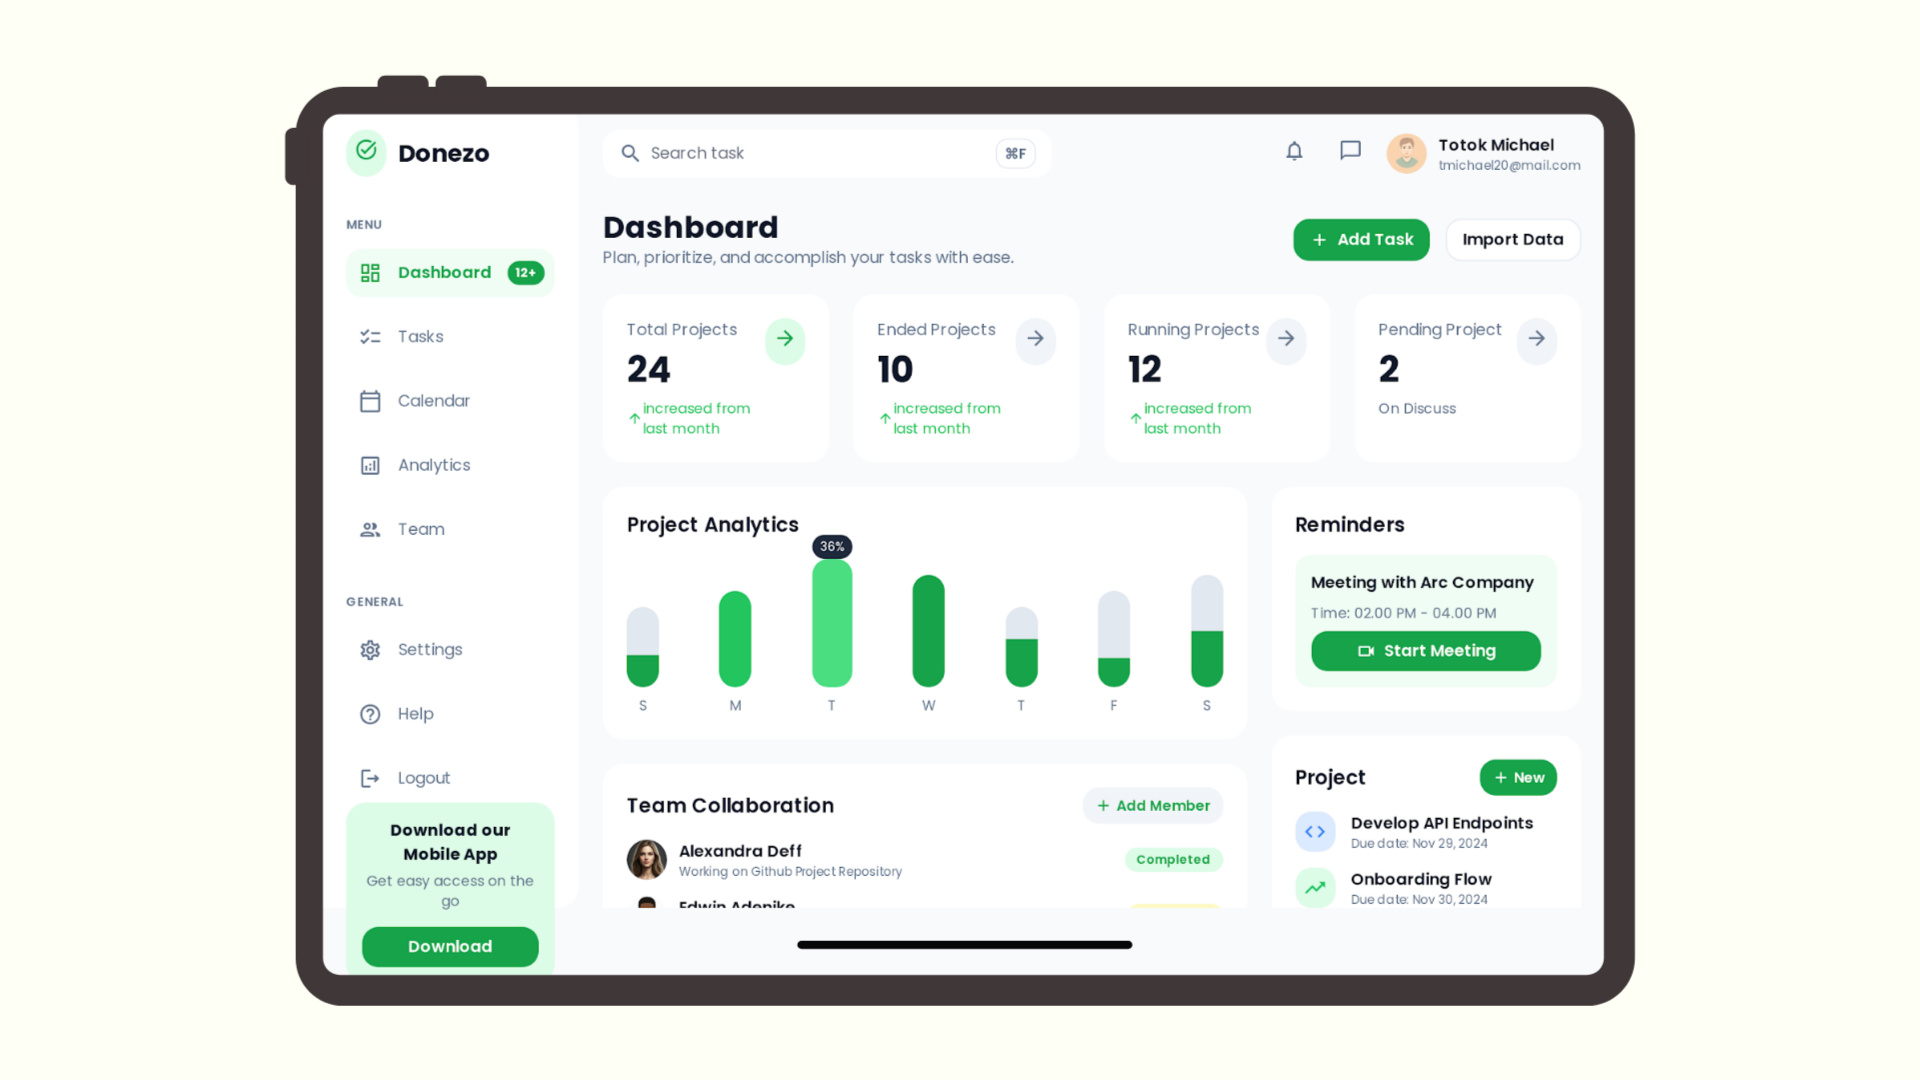 Donezo
MENU
Dashboard 12+
Tasks
Calendar
Analytics
Team
GENERAL
Settings
Help
Logout
Download our
Mobile App
Get easy access on the
go
Download
Search task ⌘F
Totok Michael
tmichael20@mail.com
Dashboard
Plan, prioritize, and accomplish your tasks with ease.
+ Add Task
Import Data
Total Projects
24
increased from
last month
Ended Projects
10
increased from
last month
Running Projects
12
increased from
last month
Pending Project
2
On Discuss
Project Analytics
36%
S M T W T F S
Reminders
Meeting with Arc Company
Time: 02.00 PM - 04.00 PM
Start Meeting
Team Collaboration
+ Add Member
Alexandra Deff
Working on Github Project Repository
Completed
Edwin Adenike
Project
+ New
Develop API Endpoints
Due date: Nov 29, 2024
Onboarding Flow
Due date: Nov 30, 2024